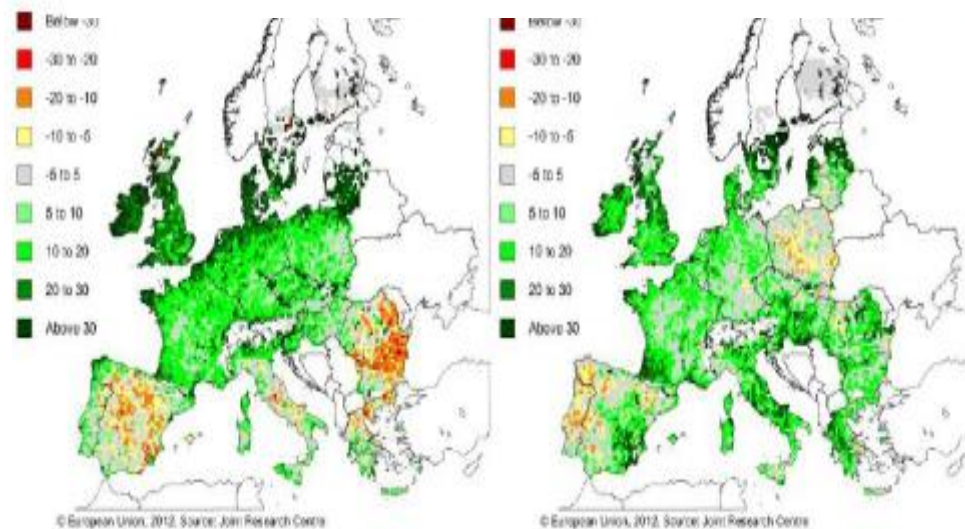 Below -30
-30 to -20
-20 to -10
-10 to -5
-5 to 5
5 to 10
10 to 20
20 to 30
Above 30
© European Union, 2012. Source: Joint Research Centre
Below -30
-30 to -20
-20 to -10
-10 to -5
-5 to 5
5 to 10
10 to 20
20 to 30
Above 30
© European Union, 2012. Source: Joint Research Centre